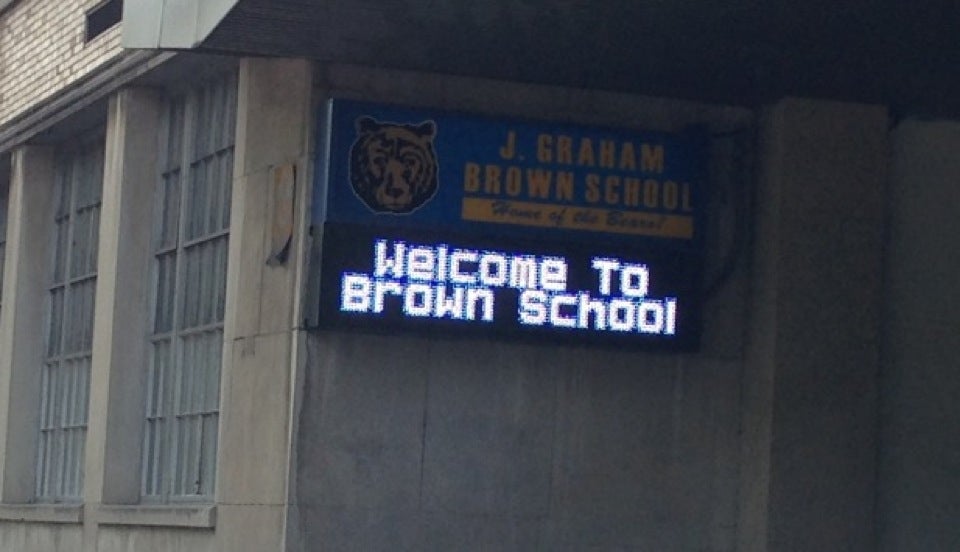 J. GRAHAM
BROWN SCHOOL
Home of the Bears!
Welcome To
Brown School